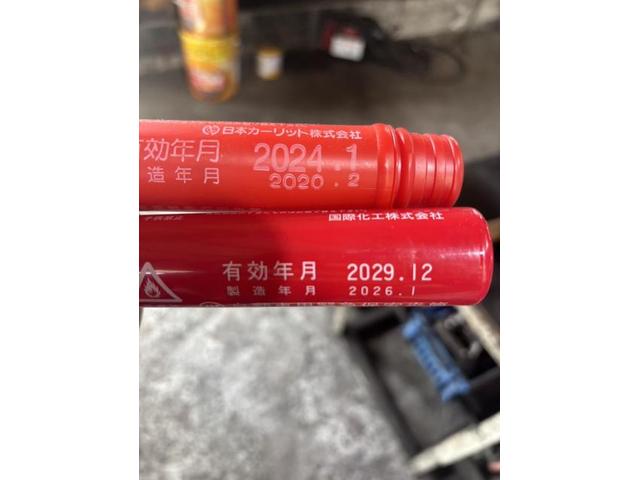 日本カーリット株式会社
有効年月 2024.1
造年月 2020.2
国際化工株式会社
有効年月 2029.12
製造年月 2026.1